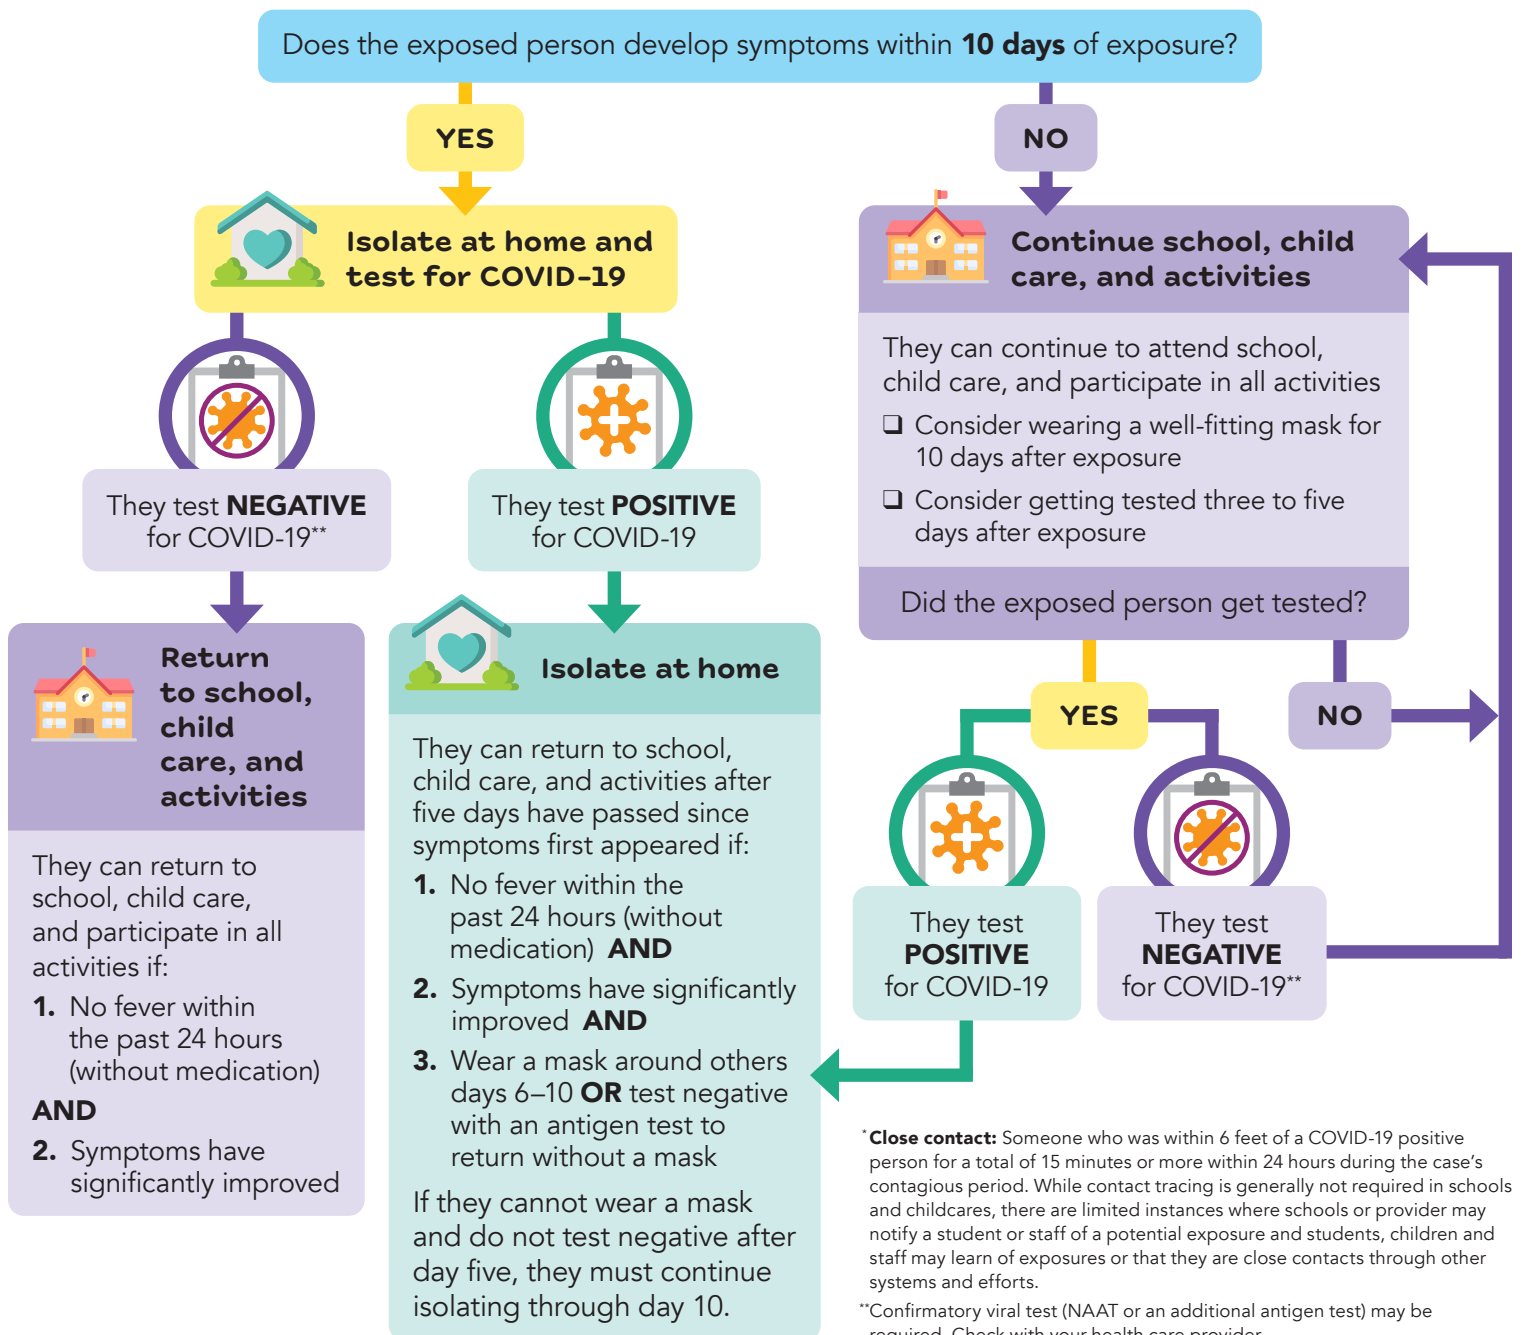 Does the exposed person develop symptoms within 10 days of exposure?
YES
NO
Isolate at home and
test for COVID-19
Continue school, child
care, and activities
They can continue to attend school,
child care, and participate in all activities
❑ Consider wearing a well-fitting mask for
10 days after exposure
❑ Consider getting tested three to five
days after exposure
Did the exposed person get tested?
They test NEGATIVE
for COVID-19**
They test POSITIVE
for COVID-19
Return
to school,
child
care, and
activities
They can return to
school, child care,
and participate in all
activities if:
1. No fever within
the past 24 hours
(without medication)
AND
2. Symptoms have
significantly improved
Isolate at home
They can return to school,
child care, and activities after
five days have passed since
symptoms first appeared if:
1. No fever within the
past 24 hours (without
medication) AND
2. Symptoms have significantly
improved AND
3. Wear a mask around others
days 6–10 OR test negative
with an antigen test to
return without a mask
If they cannot wear a mask
and do not test negative after
day five, they must continue
isolating through day 10.
YES
NO
They test
POSITIVE
for COVID-19
They test
NEGATIVE
for COVID-19**
*Close contact: Someone who was within 6 feet of a COVID-19 positive
person for a total of 15 minutes or more within 24 hours during the case's
contagious period. While contact tracing is generally not required in schools
and childcares, there are limited instances where schools or provider may
notify a student or staff of a potential exposure and students, children and
staff may learn of exposures or that they are close contacts through other
systems and efforts.
**Confirmatory viral test (NAAT or an additional antigen test) may be
required. Check with your health care provider